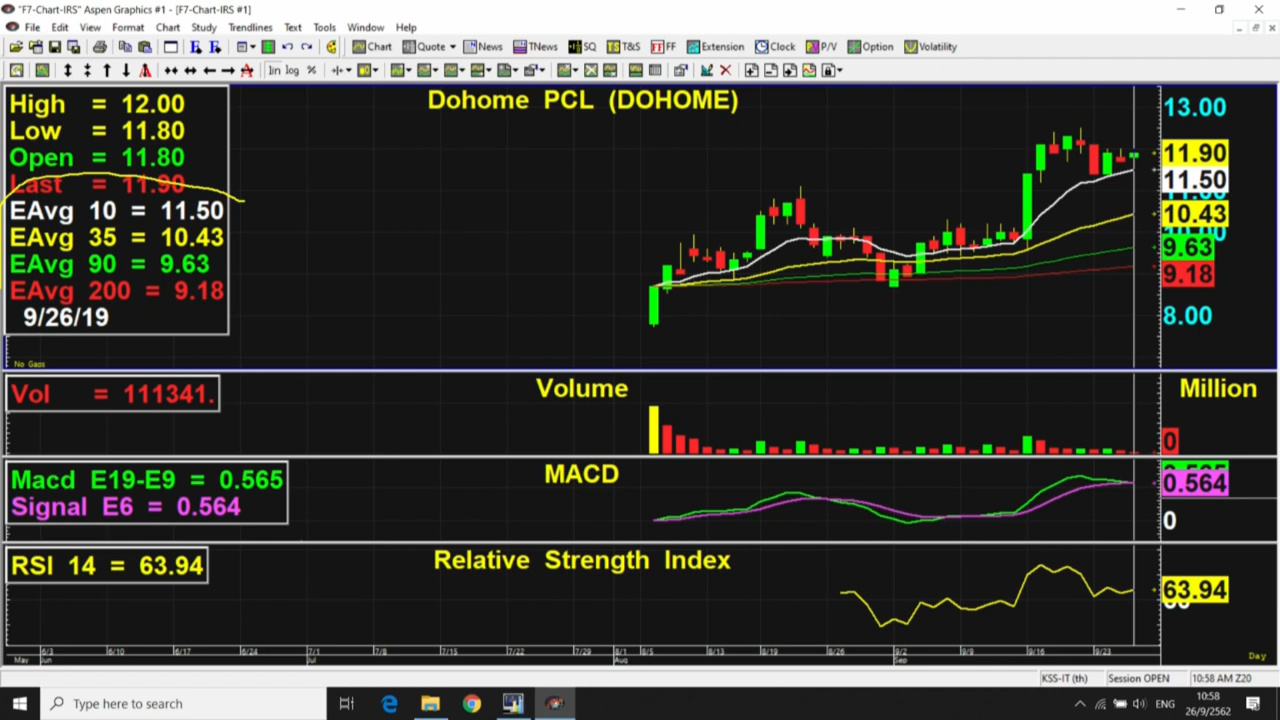 "F7-Chart-IRS" Aspen Graphics #1 - [F7-Chart-IRS #1]
File Edit View Format Chart Study Trendlines Text Tools Window Help
Chart Quote News TNews SQ TS T&S FF FF Extension Clock P/V Option Volatility
lin log %
Dohome PCL (DOHOME)
High = 12.00
Low = 11.80
Open = 11.80
Last = 11.90
EAvg 10 = 11.50
EAvg 35 = 10.43
EAvg 90 = 9.63
EAvg 200 = 9.18
9/26/19
No Gaps
13.00
11.90
11.50
11.00
10.43
10.00
9.63
9.18
8.00
Vol = 111341.
Volume
Million
0
Macd E19-E9 = 0.565
Signal E6 = 0.564
MACD
0.565
0.564
0
RSI 14 = 63.94
Relative Strength Index
63.94
60
6/3 6/10 6/17 6/24 7/1 7/8 7/15 7/22 7/29 8/1 8/5 8/13 8/19 8/26 9/2 9/9 9/16 9/23
May Jun Jul Aug Sep
Day
KSS-IT (th) Session OPEN 10:58 AM Z20
Type here to search
ENG
10:58
26/9/2562